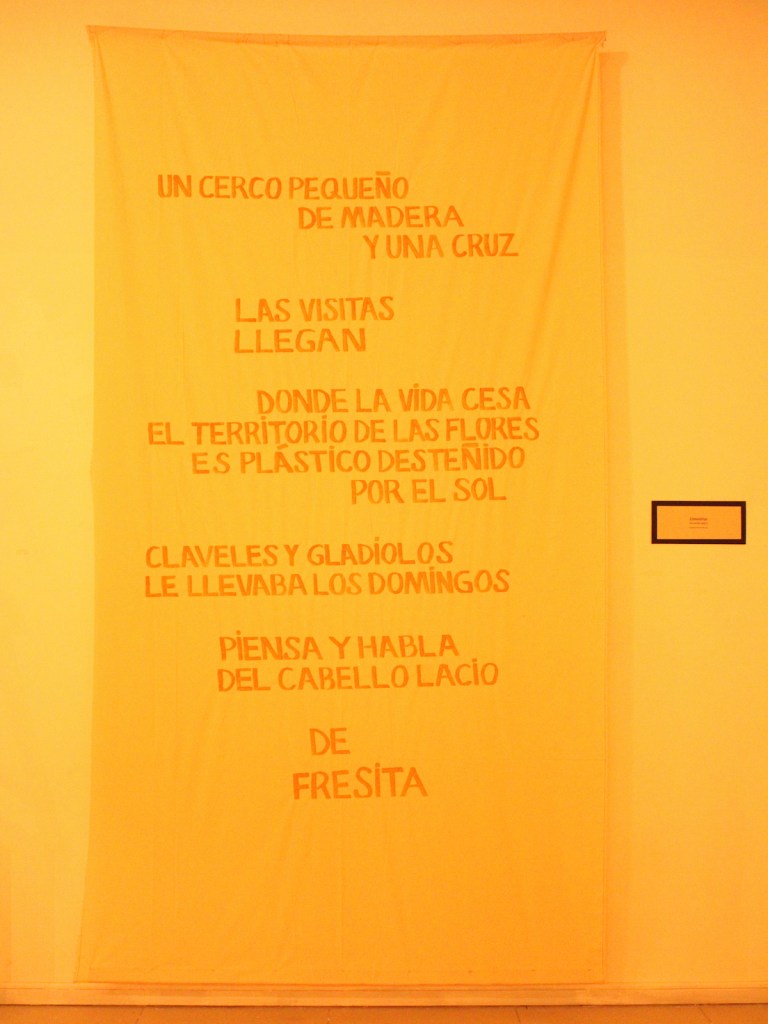 UN CERCO PEQUEÑO
DE MADERA
Y UNA CRUZ
LAS VISITAS
LLEGAN
DONDE LA VIDA CESA
EL TERRITORIO DE LAS FLORES
ES PLÁSTICO DESTEÑIDO
POR EL SOL
CLAVELES Y GLADIOLOS
LE LLEVABA LOS DOMINGOS
PIENSA Y HABLA
DEL CABELLO LACIO
DE
FRESITA